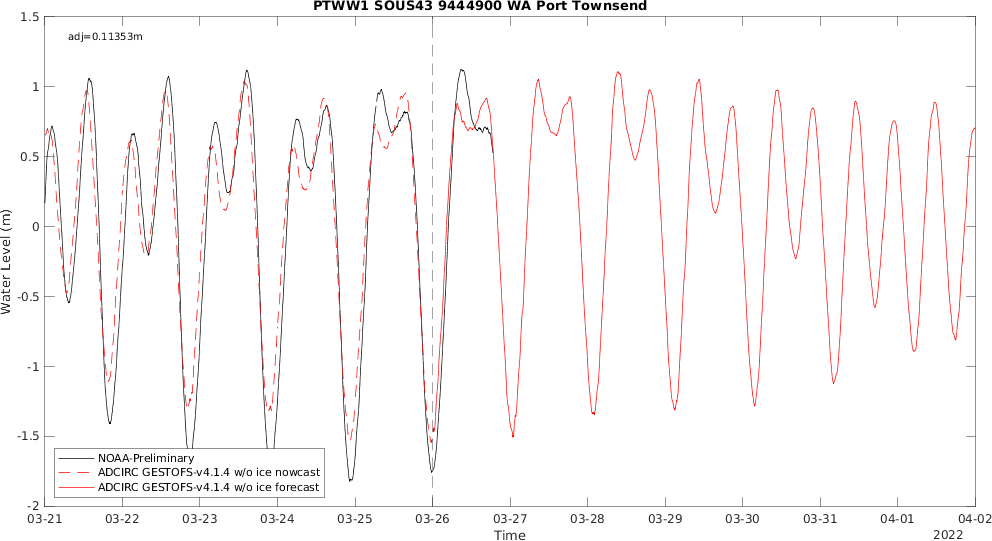 PTWW1 SOUS43 9444900 WA Port Townsend
adj=0.11353m
Water Level (m)
1.5
1
0.5
0
-0.5
-1
-1.5
-2
NOAA-Preliminary
ADCIRC GESTOFS-v4.1.4 w/o ice nowcast
ADCIRC GESTOFS-v4.1.4 w/o ice forecast
03-21 03-22 03-23 03-24 03-25 03-26 03-27 03-28 03-29 03-30 03-31 04-01 04-02
Time
2022